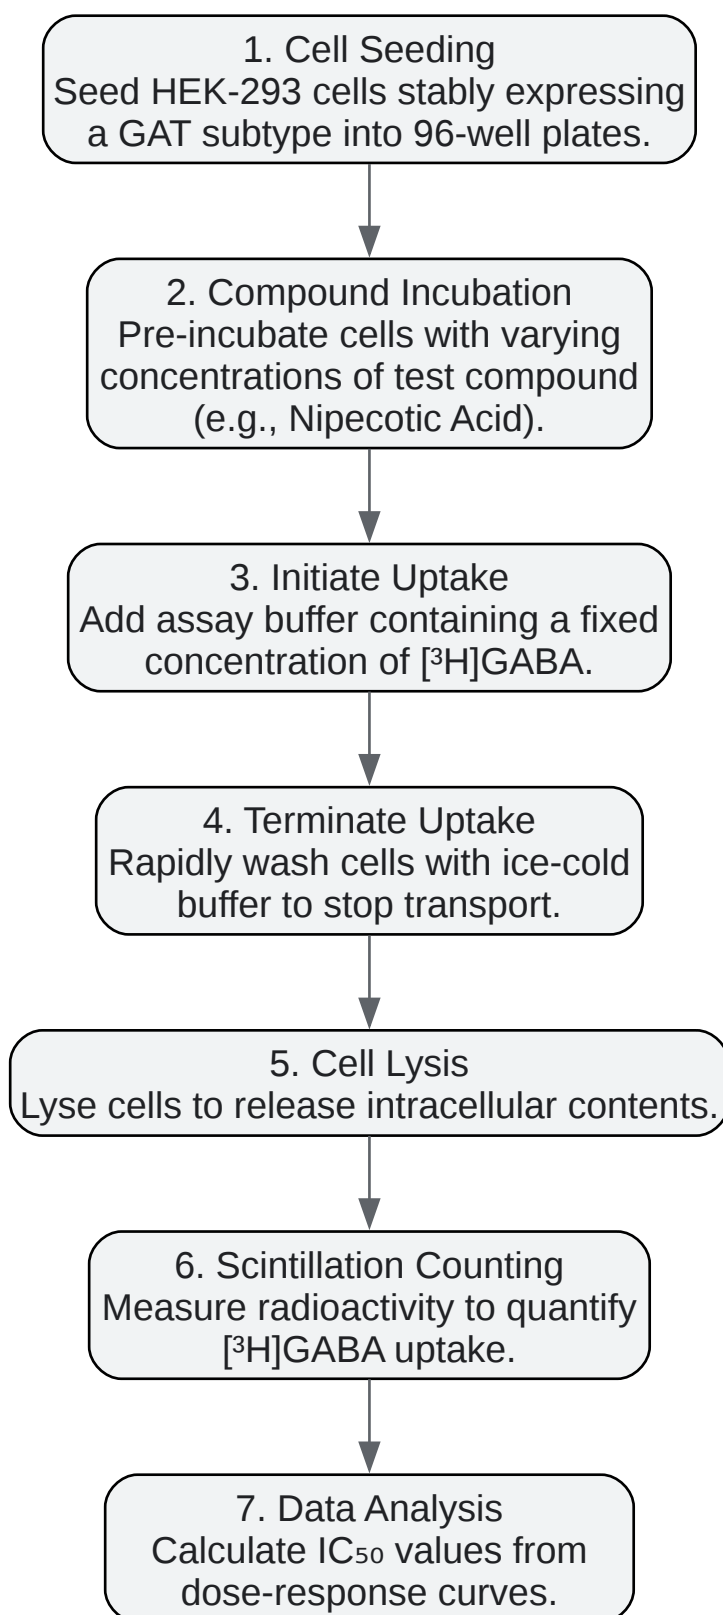 1. Cell Seeding
Seed HEK-293 cells stably expressing
a GAT subtype into 96-well plates.
2. Compound Incubation
Pre-incubate cells with varying
concentrations of test compound
(e.g., Nipecotic Acid).
3. Initiate Uptake
Add assay buffer containing a fixed
concentration of [³H]GABA.
4. Terminate Uptake
Rapidly wash cells with ice-cold
buffer to stop transport.
5. Cell Lysis
Lyse cells to release intracellular contents.
6. Scintillation Counting
Measure radioactivity to quantify
[³H]GABA uptake.
7. Data Analysis
Calculate IC₅₀ values from
dose-response curves.